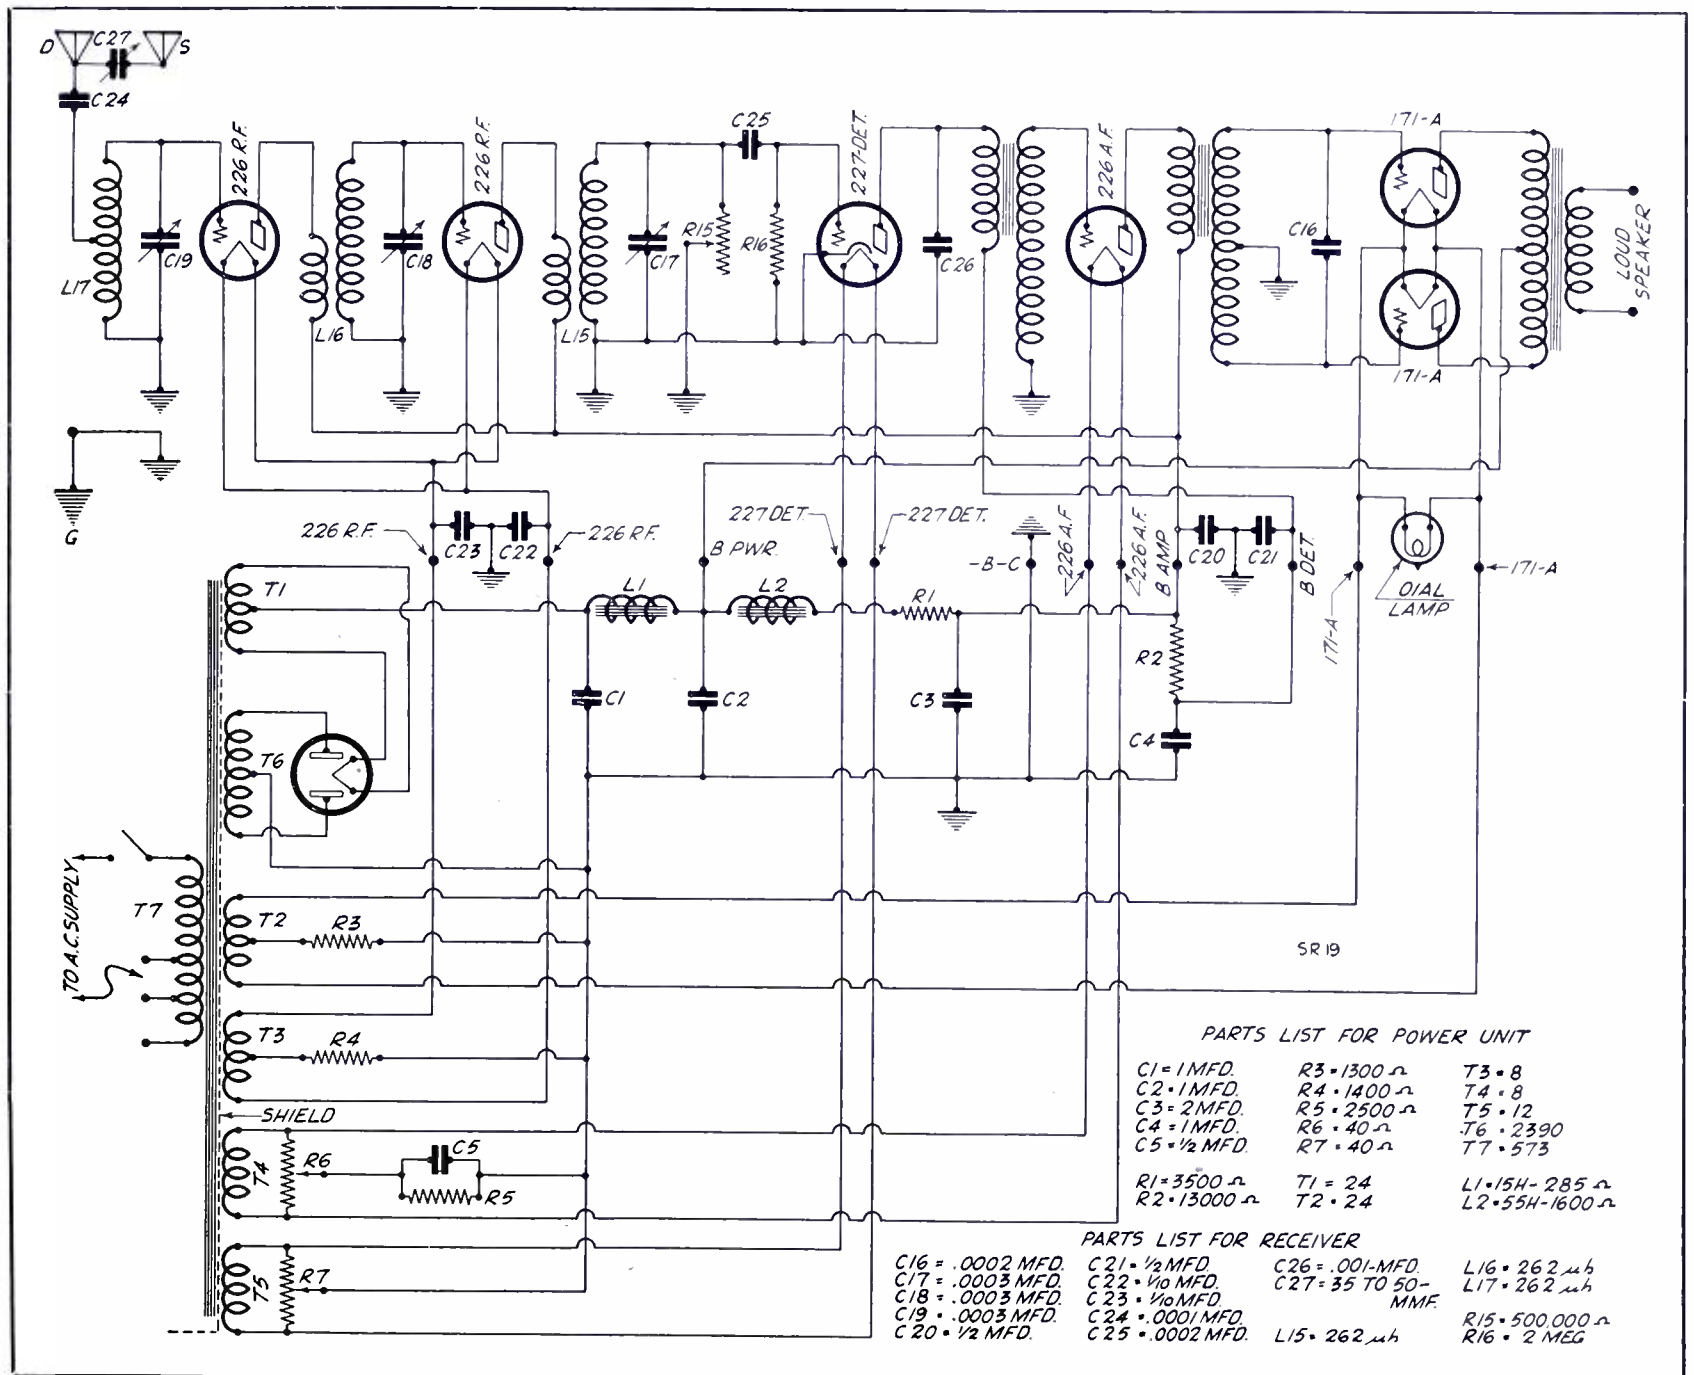 D
C27
S
C24
L17
C19
226 R.F.
L16
C18
226 R.F.
L15
C17
R15
C25
R16
227-DET.
C26
226 A.F.
C16
171-A
171-A
LOUD
SPEAKER
G
226 R.F.
C23
C22
226 R.F.
B PWR.
227 DET.
227 DET.
-B-C
226 A.F.
226 A.F.
B AMP
C20
C21
B DET.
171-A
DIAL
LAMP
171-A
T1
L1
L2
R1
R2
C1
C2
C3
C4
T6
TO A.C. SUPPLY
T7
T2
R3
T3
R4
SHIELD
T4
R6
C5
R5
T5
R7
SR 19
PARTS LIST FOR POWER UNIT
C1 = 1 MFD. R3 = 1300 Ω T3 = 8
C2 = 1 MFD. R4 = 1400 Ω T4 = 8
C3 = 2 MFD. R5 = 2500 Ω T5 = 12
C4 = 1 MFD. R6 = 40 Ω T6 = 2390
C5 = ½ MFD. R7 = 40 Ω T7 = 573
R1 = 3500 Ω T1 = 24 L1 = 15H - 285 Ω
R2 = 13000 Ω T2 = 24 L2 = 55H - 1600 Ω
PARTS LIST FOR RECEIVER
C16 = .0002 MFD. C21 = ½ MFD. C26 = .001-MFD. L16 = 262 μh
C17 = .0003 MFD. C22 = 1/10 MFD. C27 = 35 TO 50- L17 = 262 μh
C18 = .0003 MFD. C23 = 1/10 MFD. MMF.
C19 = .0003 MFD. C24 = .0001 MFD. R15 = 500,000 Ω
C20 = ½ MFD. C25 = .0002 MFD. L15 = 262 μh R16 = 2 MEG